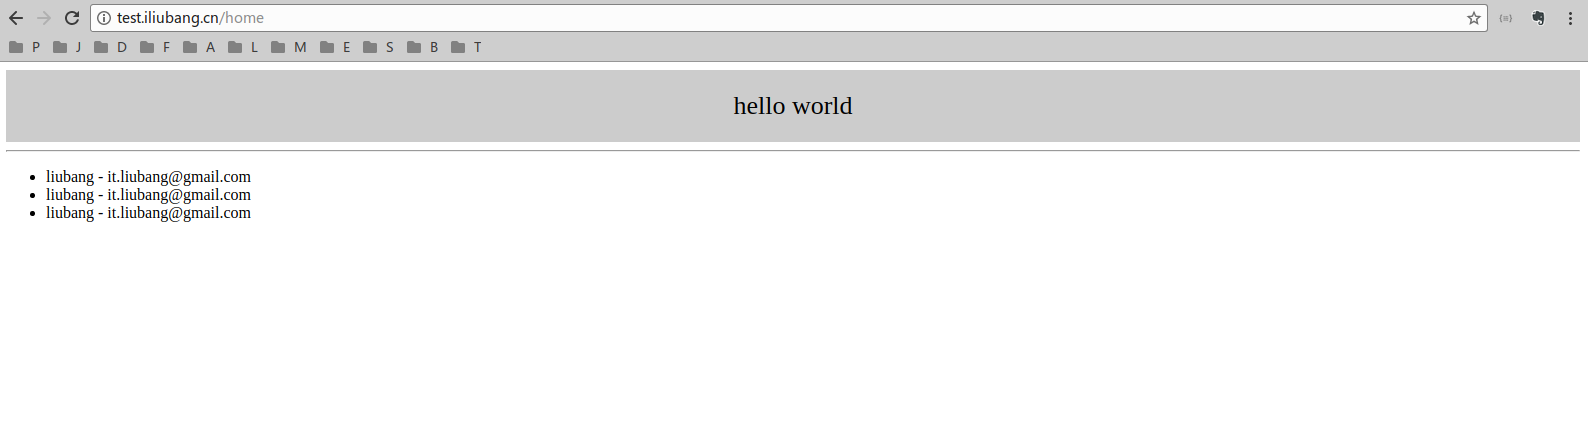 test.iliubang.cn/home
P J D F A L M E S B T
hello world
liubang - it.liubang@gmail.com
liubang - it.liubang@gmail.com
liubang - it.liubang@gmail.com